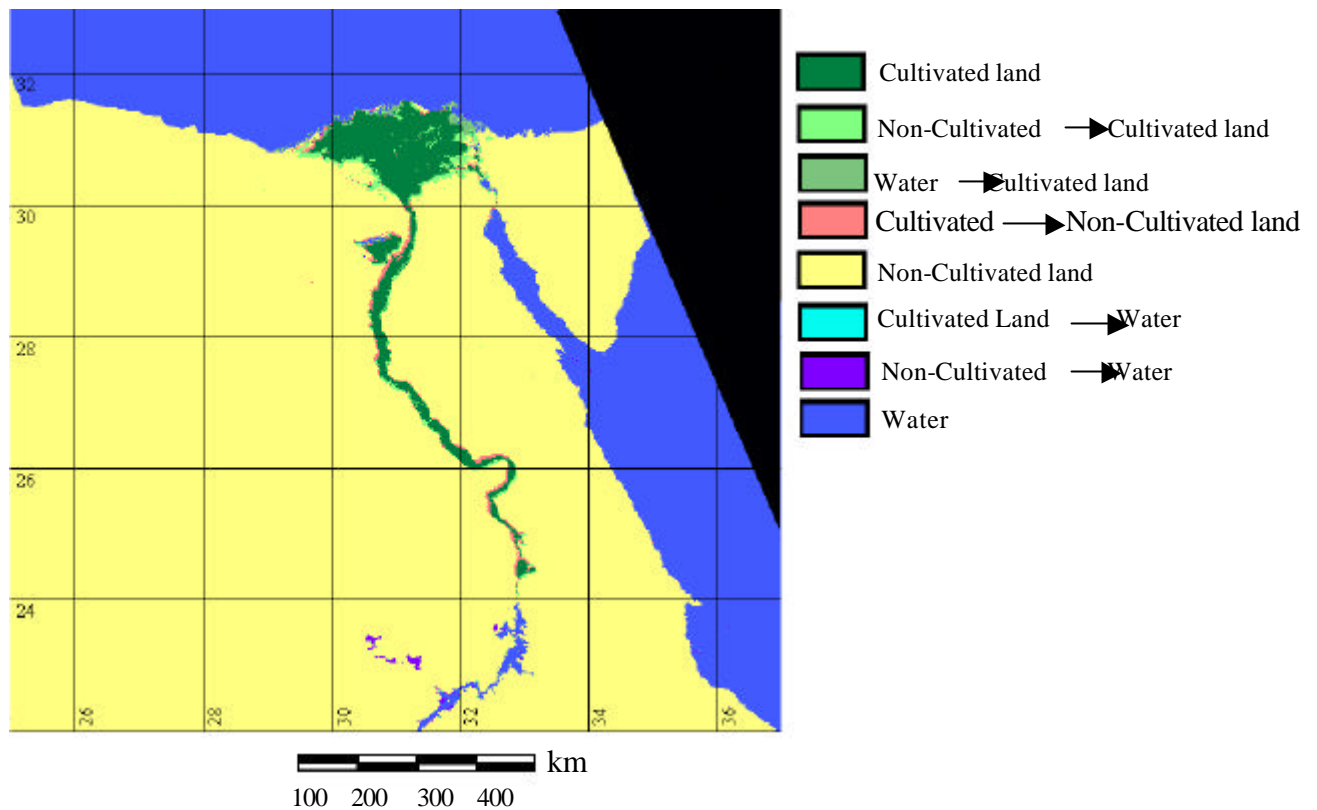 Cultivated land
Non-Cultivated → Cultivated land
Water → Cultivated land
Cultivated → Non-Cultivated land
Non-Cultivated land
Cultivated Land → Water
Non-Cultivated → Water
Water
32
30
28
26
24
26 28 30 32 34 36
km
100 200 300 400